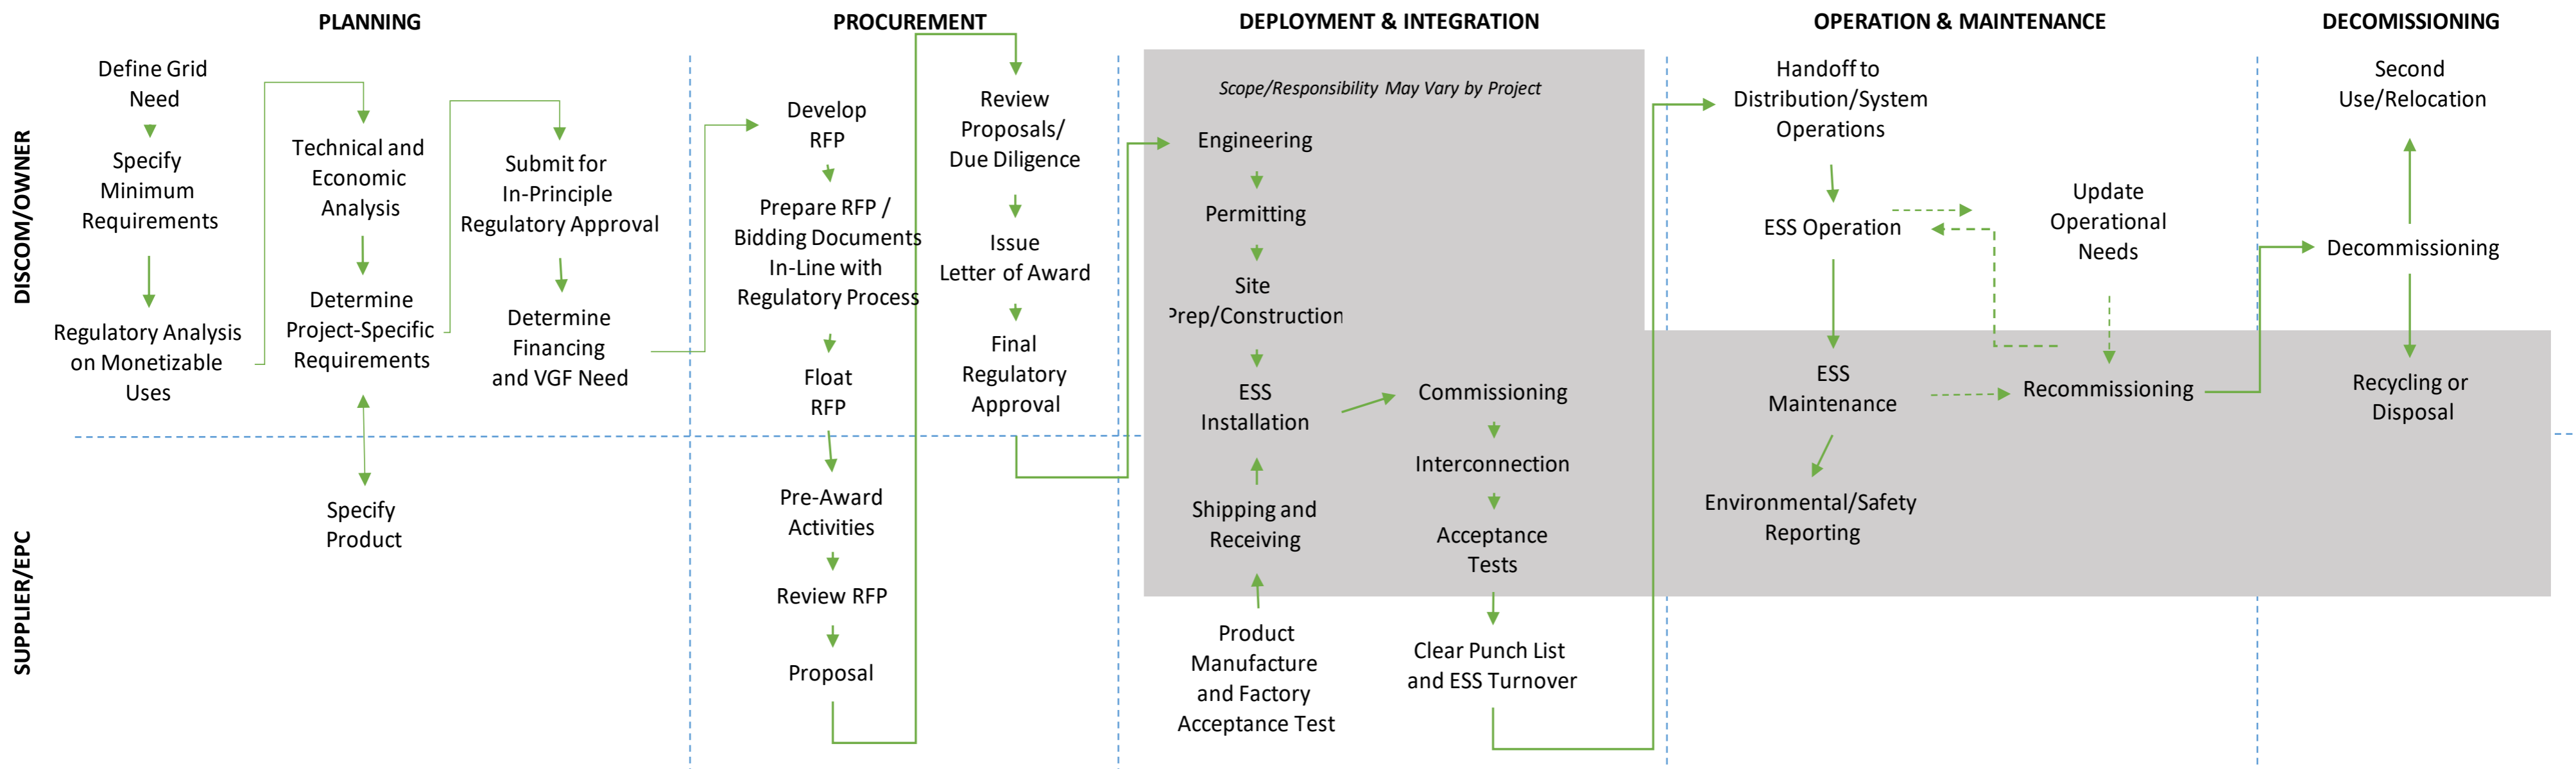 PLANNING
PROCUREMENT
DEPLOYMENT & INTEGRATION
OPERATION & MAINTENANCE
DECOMISSIONING
DISCOM/OWNER
SUPPLIER/EPC
Define Grid
Need
Specify
Minimum
Requirements
Regulatory Analysis
on Monetizable
Uses
Technical and
Economic
Analysis
Determine
Project-Specific
Requirements
Specify
Product
Submit for
In-Principle
Regulatory Approval
Determine
Financing
and VGF Need
Develop
RFP
Prepare RFP /
Bidding Documents
In-Line with
Regulatory Process
Float
RFP
Pre-Award
Activities
Review RFP
Proposal
Review
Proposals/
Due Diligence
Issue
Letter of Award
Final
Regulatory
Approval
Scope/Responsibility May Vary by Project
Engineering
Permitting
Site
Prep/Construction
ESS
Installation
Shipping and
Receiving
Product
Manufacture
and Factory
Acceptance Test
Commissioning
Interconnection
Acceptance
Tests
Clear Punch List
and ESS Turnover
Handoff to
Distribution/System
Operations
ESS Operation
ESS
Maintenance
Environmental/Safety
Reporting
Update
Operational
Needs
Recommissioning
Second
Use/Relocation
Decommissioning
Recycling or
Disposal